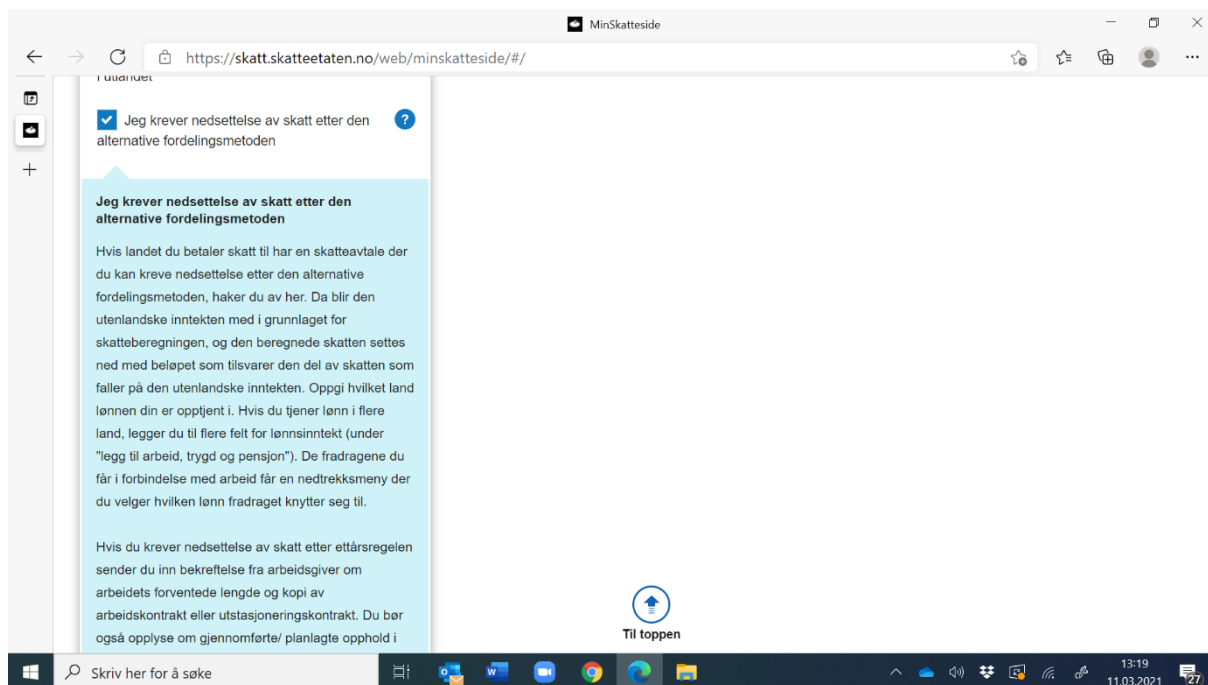 MinSkatteside
https://skatt.skatteetaten.no/web/minskatteside/#/
i utlandet
Jeg krever nedsettelse av skatt etter den
alternative fordelingsmetoden
?
Jeg krever nedsettelse av skatt etter den
alternative fordelingsmetoden
Hvis landet du betaler skatt til har en skatteavtale der
du kan kreve nedsettelse etter den alternative
fordelingsmetoden, haker du av her. Da blir den
utenlandske inntekten med i grunnlaget for
skatteberegningen, og den beregnede skatten settes
ned med beløpet som tilsvarer den del av skatten som
faller på den utenlandske inntekten. Oppgi hvilket land
lønnen din er opptjent i. Hvis du tjener lønn i flere
land, legger du til flere felt for lønnsinntekt (under
"legg til arbeid, trygd og pensjon"). De fradragene du
får i forbindelse med arbeid får en nedtrekksmeny der
du velger hvilken lønn fradraget knytter seg til.
Hvis du krever nedsettelse av skatt etter ettårsregelen
sender du inn bekreftelse fra arbeidsgiver om
arbeidets forventede lengde og kopi av
arbeidskontrakt eller utstasjoneringskontrakt. Du bør
også opplyse om gjennomførte/ planlagte opphold i
Til toppen
Skriv her for å søke
13:19
11.03.2021
27